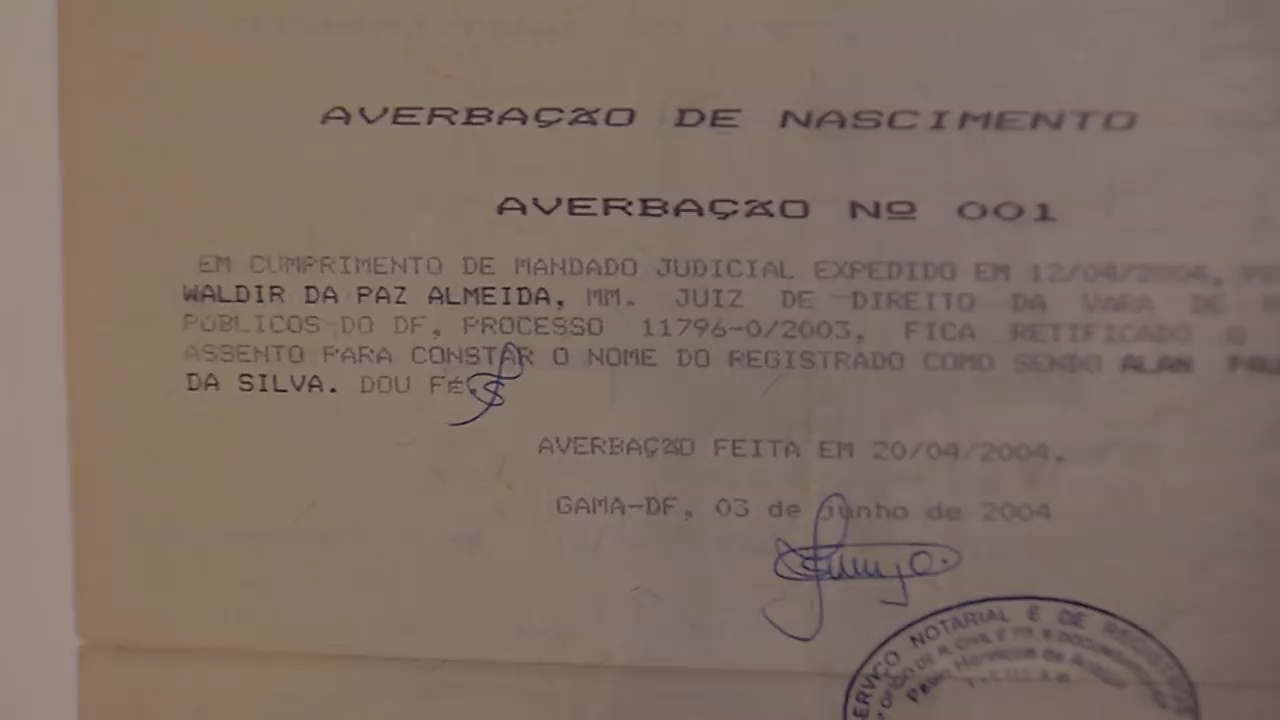 AVERBAÇÃO DE NASCIMENTO
AVERBAÇÃO Nº 001
EM CUMPRIMENTO DE MANDADO JUDICIAL EXPEDIDO EM 12/04/2004,
WALDIR DA PAZ ALMEIDA, MM. JUIZ DE DIREITO DA VARA DE
PÚBLICOS DO DF, PROCESSO 11796-0/2003, FICA RETIFICADO O
ASSENTO PARA CONSTAR O NOME DO REGISTRADO COMO SENDO ALAN
DA SILVA. DOU FÉ.
AVERBAÇÃO FEITA EM 20/04/2004.
GAMA-DF, 03 de junho de 2004
SERVIÇO NOTARIAL E DE